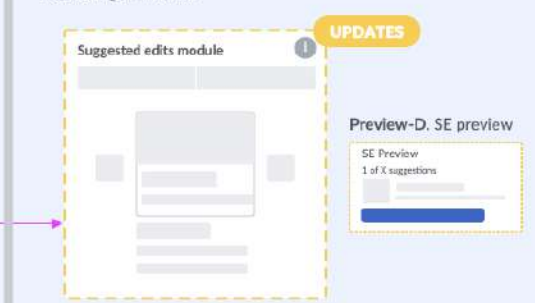 UPDATES
Suggested edits module
Preview-D. SE preview
SE Preview
1 of X suggestions